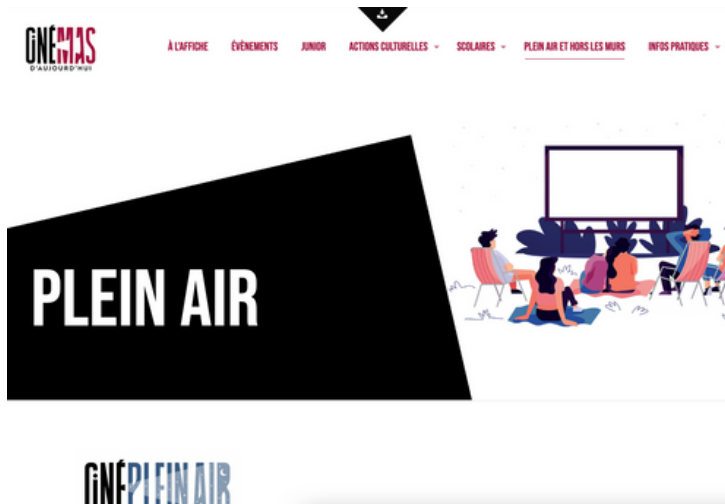 CINÉMAS
D'AUJOURD'HUI
À L'AFFICHE ÉVÈNEMENTS JUNIOR ACTIONS CULTURELLES SCOLAIRES PLEIN AIR ET HORS LES MURS INFOS PRATIQUES
PLEIN AIR
CINÉPLEIN AIR